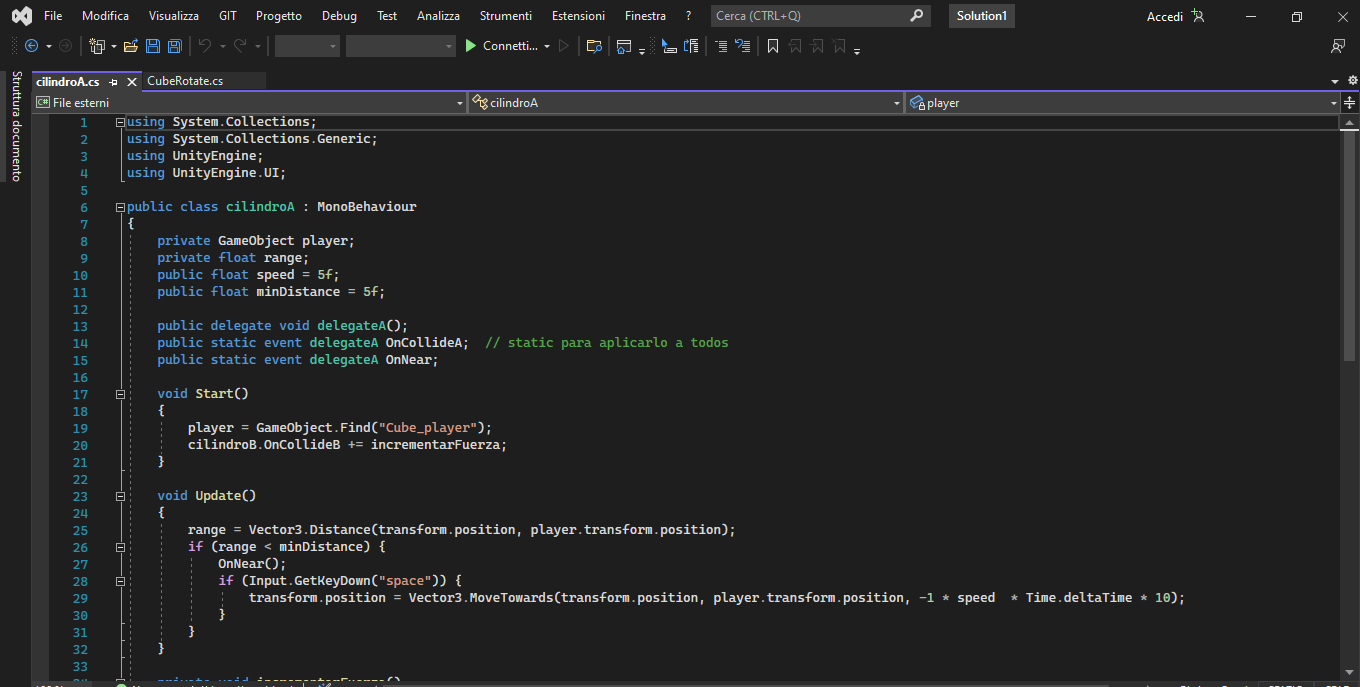 File Modifica Visualizza GIT Progetto Debug Test Analizza Strumenti Estensioni Finestra ? Cerca (CTRL+Q) Solution1 Accedi
Connetti...
Struttura documento
cilindroA.cs CubeRotate.cs
C# File esterni cilindroA player
1 using System.Collections;
2 using System.Collections.Generic;
3 using UnityEngine;
4 using UnityEngine.UI;
5
6 public class cilindroA : MonoBehaviour
7 {
8 private GameObject player;
9 private float range;
10 public float speed = 5f;
11 public float minDistance = 5f;
12
13 public delegate void delegateA();
14 public static event delegateA OnCollideA;  // static para aplicarlo a todos
15 public static event delegateA OnNear;
16
17 void Start()
18 {
19 player = GameObject.Find("Cube_player");
20 cilindroB.OnCollideB += incrementarFuerza;
21 }
22
23 void Update()
24 {
25 range = Vector3.Distance(transform.position, player.transform.position);
26 if (range < minDistance) {
27 OnNear();
28 if (Input.GetKeyDown("space")) {
29 transform.position = Vector3.MoveTowards(transform.position, player.transform.position, -1 * speed  * Time.deltaTime * 10);
30 }
31 }
32 }
33